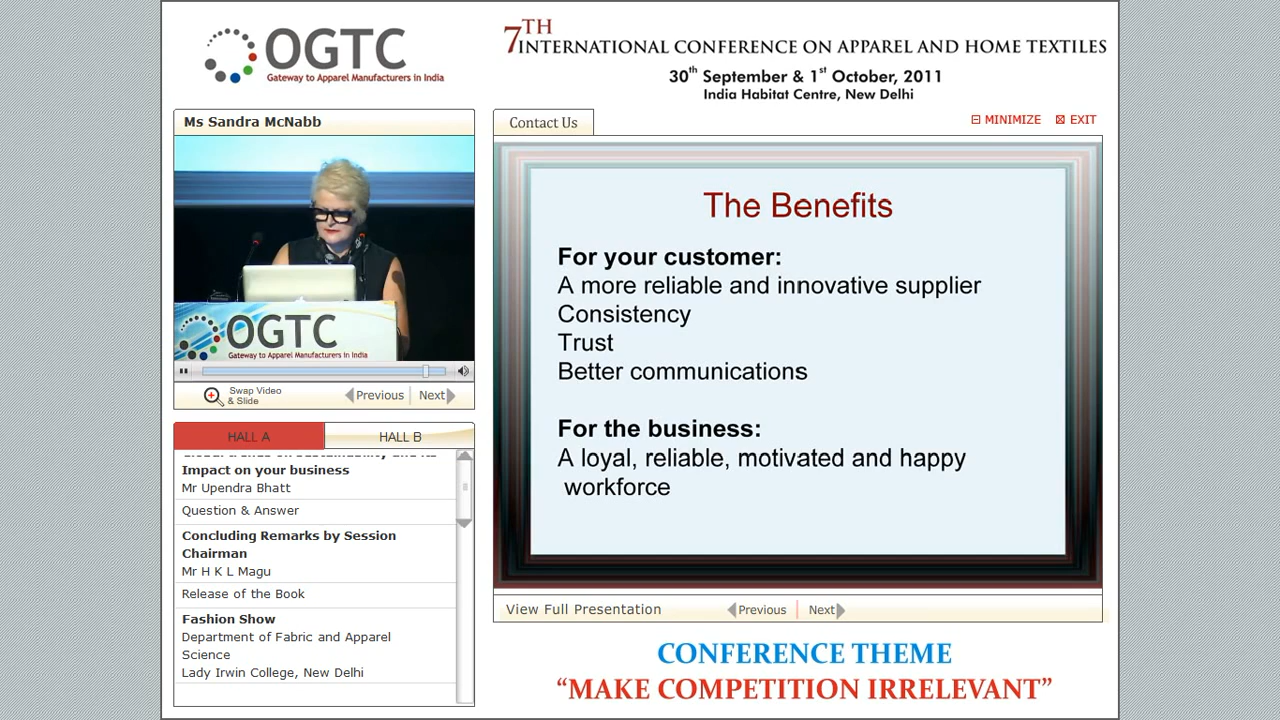 OGTC
Gateway to Apparel Manufacturers in India
7TH INTERNATIONAL CONFERENCE ON APPAREL AND HOME TEXTILES
30th September & 1st October, 2011
India Habitat Centre, New Delhi
Ms Sandra McNabb
OGTC
Gateway to Apparel Manufacturers in India
Swap Video
& Slide
Previous
Next
HALL A
HALL B
Impact on your business
Mr Upendra Bhatt
Question & Answer
Concluding Remarks by Session
Chairman
Mr H K L Magu
Release of the Book
Fashion Show
Department of Fabric and Apparel
Science
Lady Irwin College, New Delhi
Contact Us
MINIMIZE
EXIT
The Benefits
For your customer:
A more reliable and innovative supplier
Consistency
Trust
Better communications
For the business:
A loyal, reliable, motivated and happy
workforce
View Full Presentation
Previous
Next
CONFERENCE THEME
“MAKE COMPETITION IRRELEVANT”